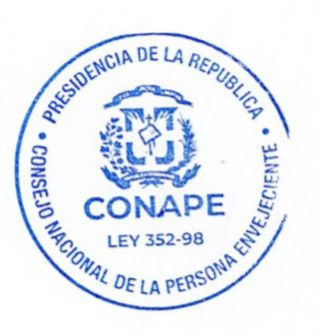 PRESIDENCIA DE LA REPUBLICA
CONAPE
LEY 352-98
CONSEJO NACIONAL DE LA PERSONA ENVEJECIENTE